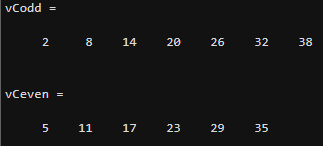 vCodd =
2 8 14 20 26 32 38
vCeven =
5 11 17 23 29 35